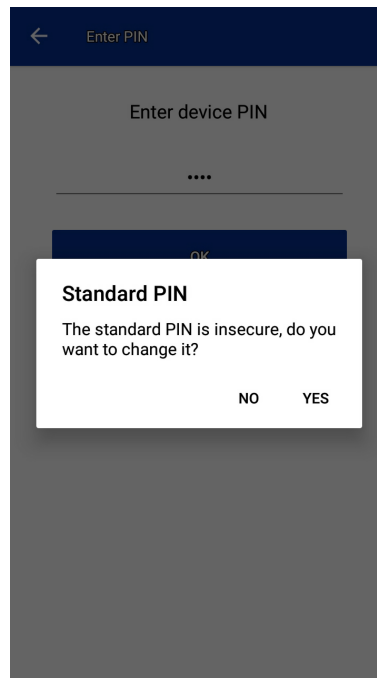 Enter PIN
Enter device PIN
••••
OK
Standard PIN
The standard PIN is insecure, do you
want to change it?
NO YES